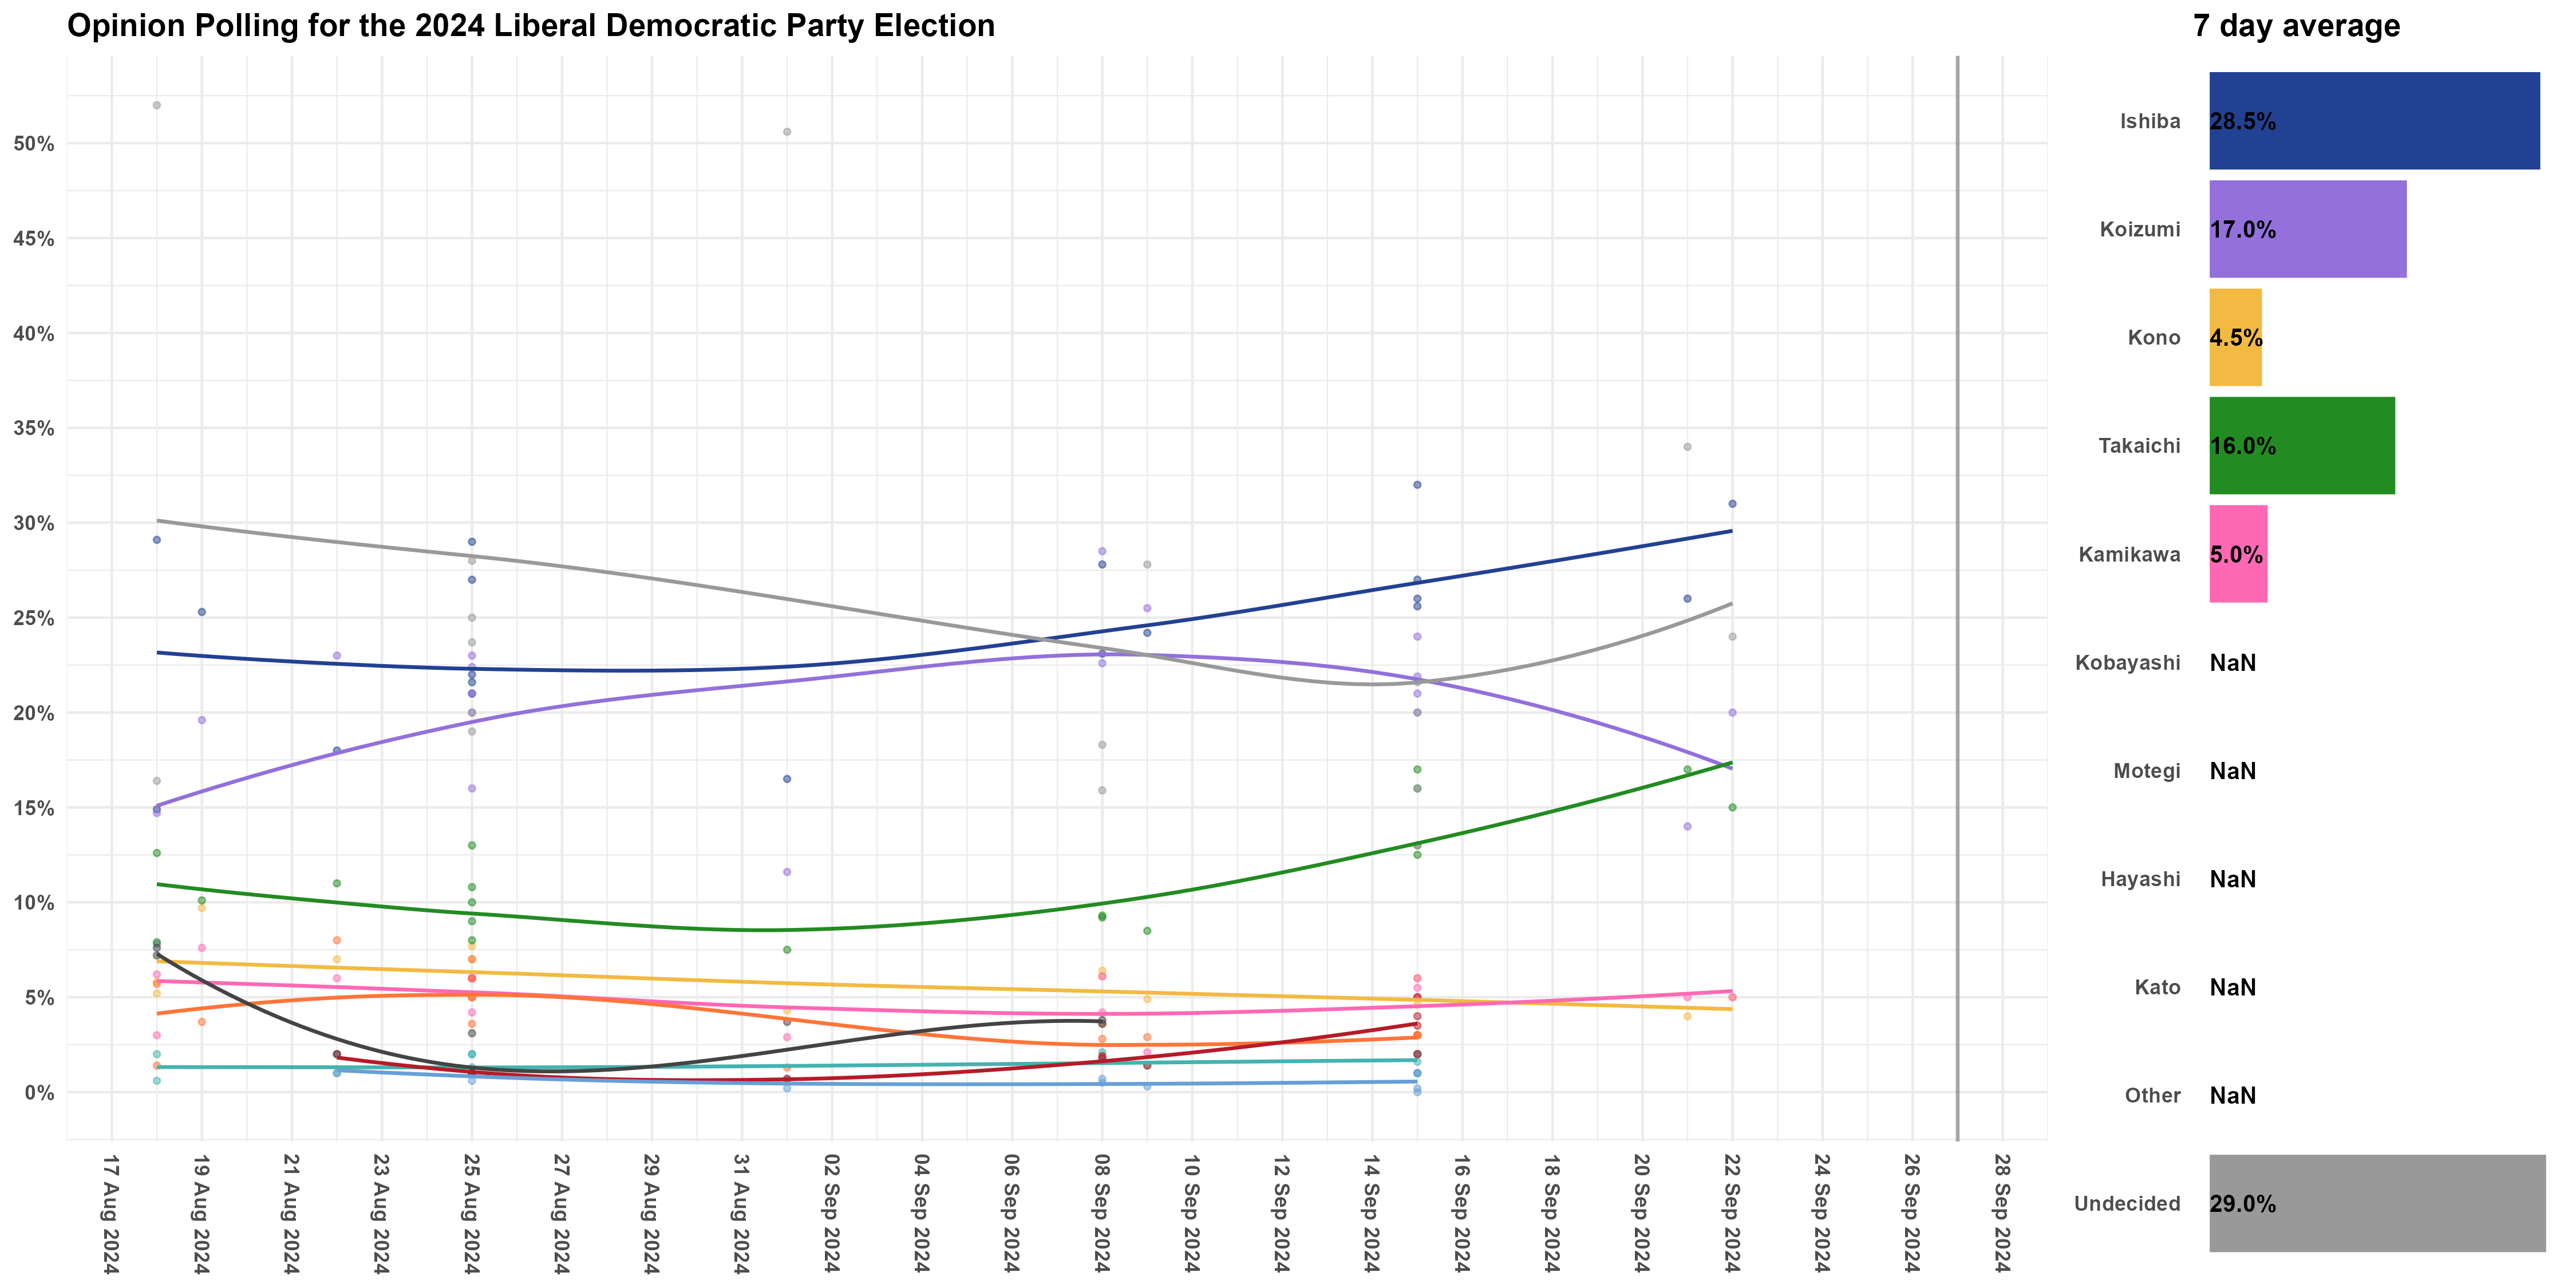 Opinion Polling for the 2024 Liberal Democratic Party Election
50%
45%
40%
35%
30%
25%
20%
15%
10%
5%
0%
17 Aug 2024
19 Aug 2024
21 Aug 2024
23 Aug 2024
25 Aug 2024
27 Aug 2024
29 Aug 2024
31 Aug 2024
02 Sep 2024
04 Sep 2024
06 Sep 2024
08 Sep 2024
10 Sep 2024
12 Sep 2024
14 Sep 2024
16 Sep 2024
18 Sep 2024
20 Sep 2024
22 Sep 2024
24 Sep 2024
26 Sep 2024
28 Sep 2024
7 day average
Ishiba 28.5%
Koizumi 17.0%
Kono 4.5%
Takaichi 16.0%
Kamikawa 5.0%
Kobayashi NaN
Motegi NaN
Hayashi NaN
Kato NaN
Other NaN
Undecided 29.0%